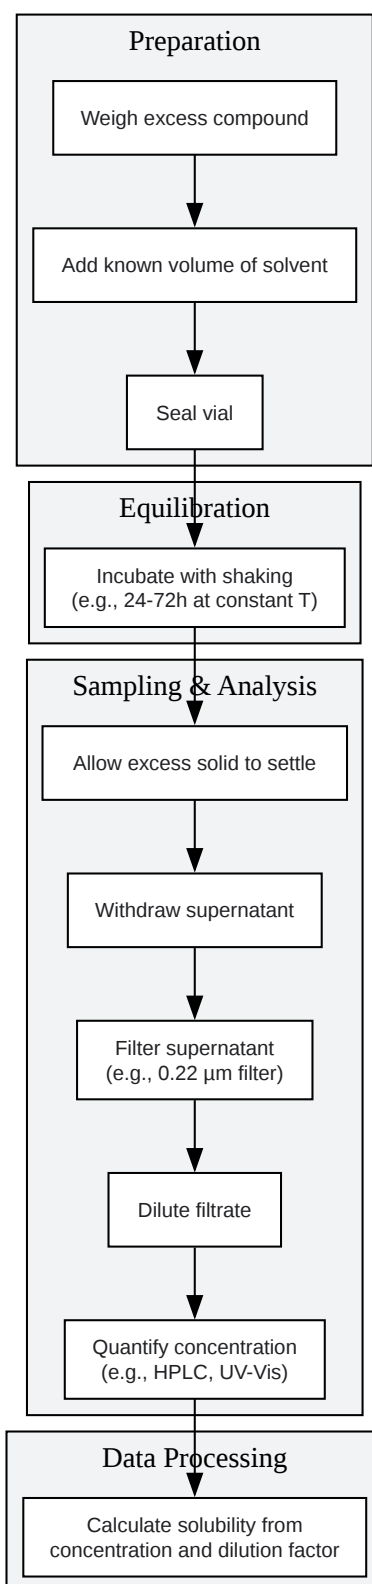 Preparation
Weigh excess compound
Add known volume of solvent
Seal vial
Equilibration
Incubate with shaking
(e.g., 24-72h at constant T)
Sampling & Analysis
Allow excess solid to settle
Withdraw supernatant
Filter supernatant
(e.g., 0.22 µm filter)
Dilute filtrate
Quantify concentration
(e.g., HPLC, UV-Vis)
Data Processing
Calculate solubility from
concentration and dilution factor